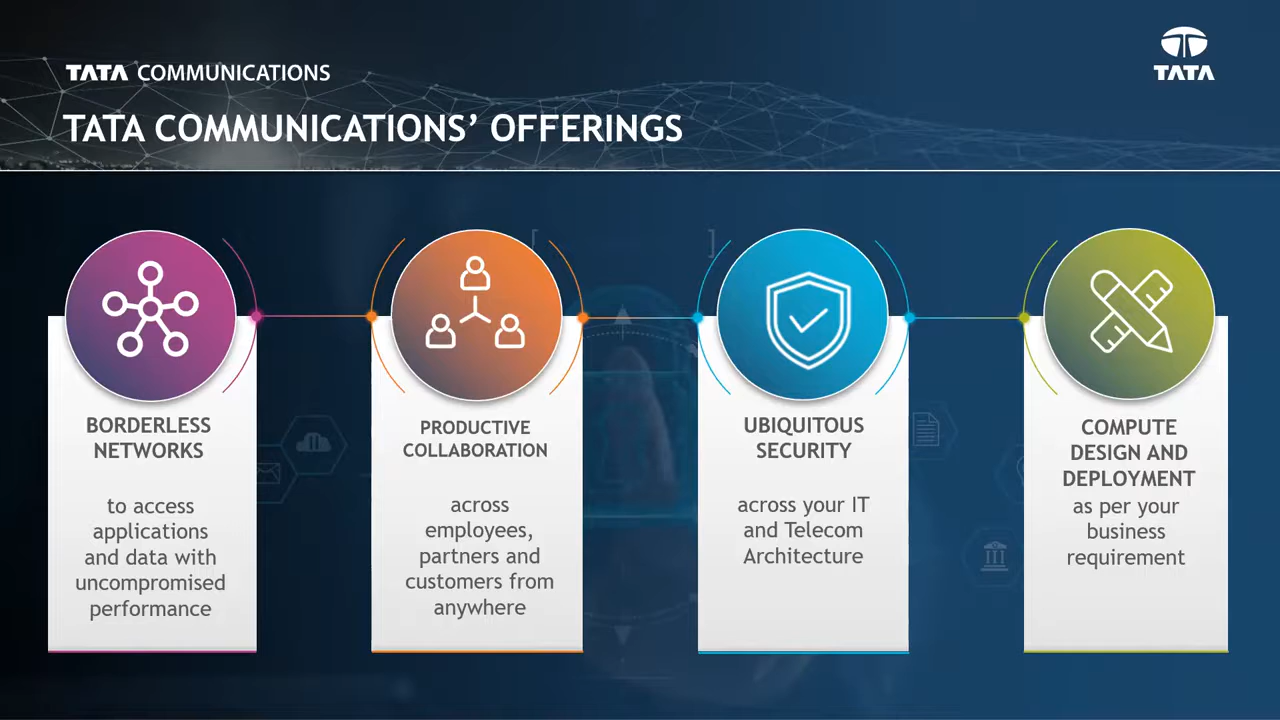 TATA COMMUNICATIONS
TATA
TATA COMMUNICATIONS’ OFFERINGS
BORDERLESS
NETWORKS
to access
applications
and data with
uncompromised
performance
PRODUCTIVE
COLLABORATION
across
employees,
partners and
customers from
anywhere
UBIQUITOUS
SECURITY
across your IT
and Telecom
Architecture
COMPUTE
DESIGN AND
DEPLOYMENT
as per your
business
requirement